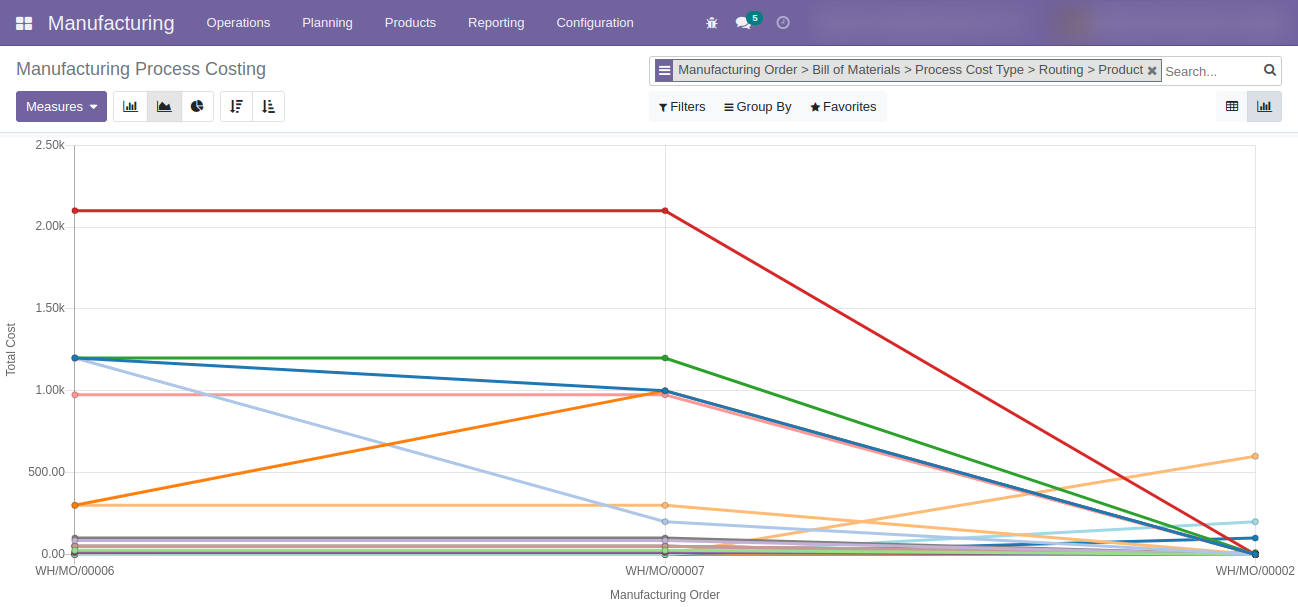 Manufacturing Operations Planning Products Reporting Configuration 5
Manufacturing Process Costing
Manufacturing Order > Bill of Materials > Process Cost Type > Routing > Product Search...
Measures Filters Group By Favorites
2.50k
2.00k
1.50k
1.00k
500.00
0.00
Total Cost
WH/MO/00006 WH/MO/00007 WH/MO/00002
Manufacturing Order